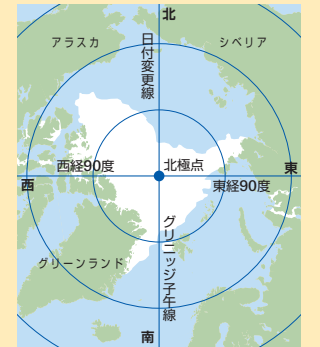 北
アラスカ
日付変更線
シベリア
西経90度
北極点
東
西
東経90度
グリーンランド
グリニッジ子午線
南